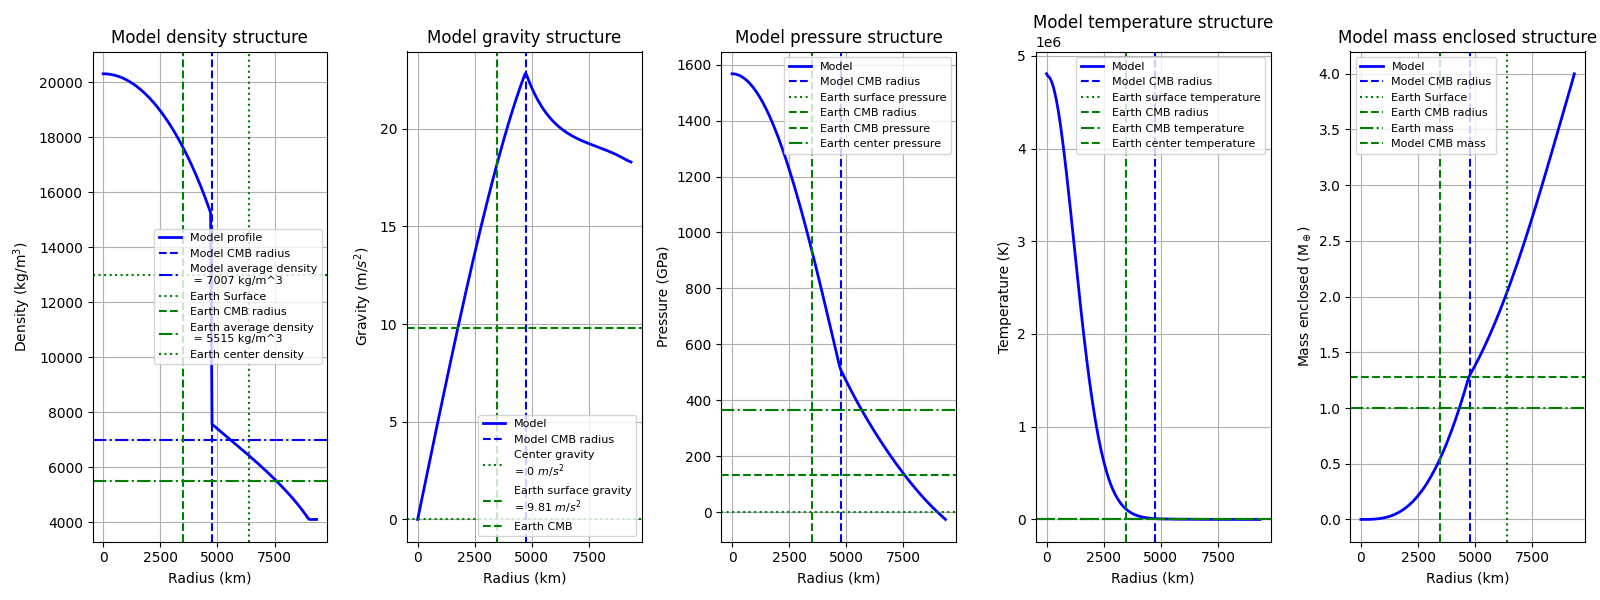 Model density structure
20000
18000
16000
14000
12000
10000
8000
6000
4000
Density (kg/m³)
0
2500
5000
7500
Radius (km)
Model profile
Model CMB radius
Model average density
= 7007 kg/m^3
Earth Surface
Earth CMB radius
Earth average density
= 5515 kg/m^3
Earth center density
Model gravity structure
20
15
10
5
0
Gravity (m/s²)
0
2500
5000
7500
Radius (km)
Model
Model CMB radius
Center gravity
= 0 m/s²
Earth surface gravity
= 9.81 m/s²
Earth CMB
Model pressure structure
1600
1400
1200
1000
800
600
400
200
0
Pressure (GPa)
0
2500
5000
7500
Radius (km)
Model
Model CMB radius
Earth surface pressure
Earth CMB radius
Earth CMB pressure
Earth center pressure
Model temperature structure
1e6
5
4
3
2
1
0
Temperature (K)
0
2500
5000
7500
Radius (km)
Model
Model CMB radius
Earth surface temperature
Earth CMB radius
Earth CMB temperature
Earth center temperature
Model mass enclosed structure
4.0
3.5
3.0
2.5
2.0
1.5
1.0
0.5
0.0
Mass enclosed (M⊕)
0
2500
5000
7500
Radius (km)
Model
Model CMB radius
Earth Surface
Earth CMB radius
Earth mass
Model CMB mass